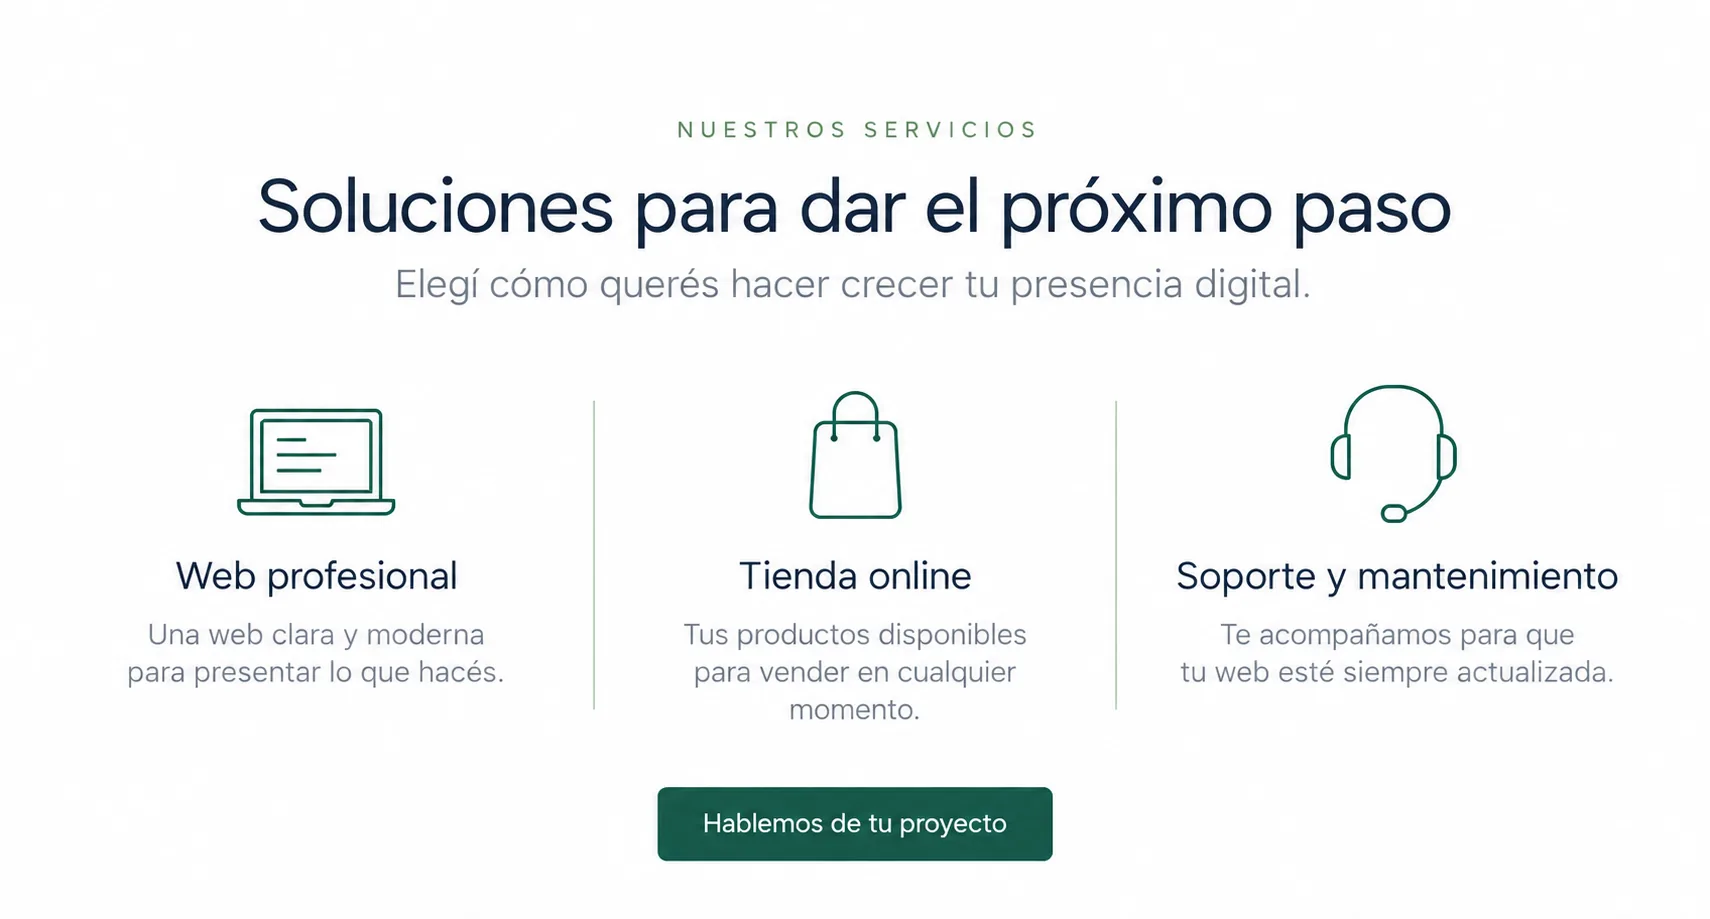 NUESTROS SERVICIOS
Soluciones para dar el próximo paso
Elegí cómo querés hacer crecer tu presencia digital.
Web profesional
Una web clara y moderna
para presentar lo que hacés.
Tienda online
Tus productos disponibles
para vender en cualquier
momento.
Soporte y mantenimiento
Te acompañamos para que
tu web esté siempre actualizada.
Hablemos de tu proyecto